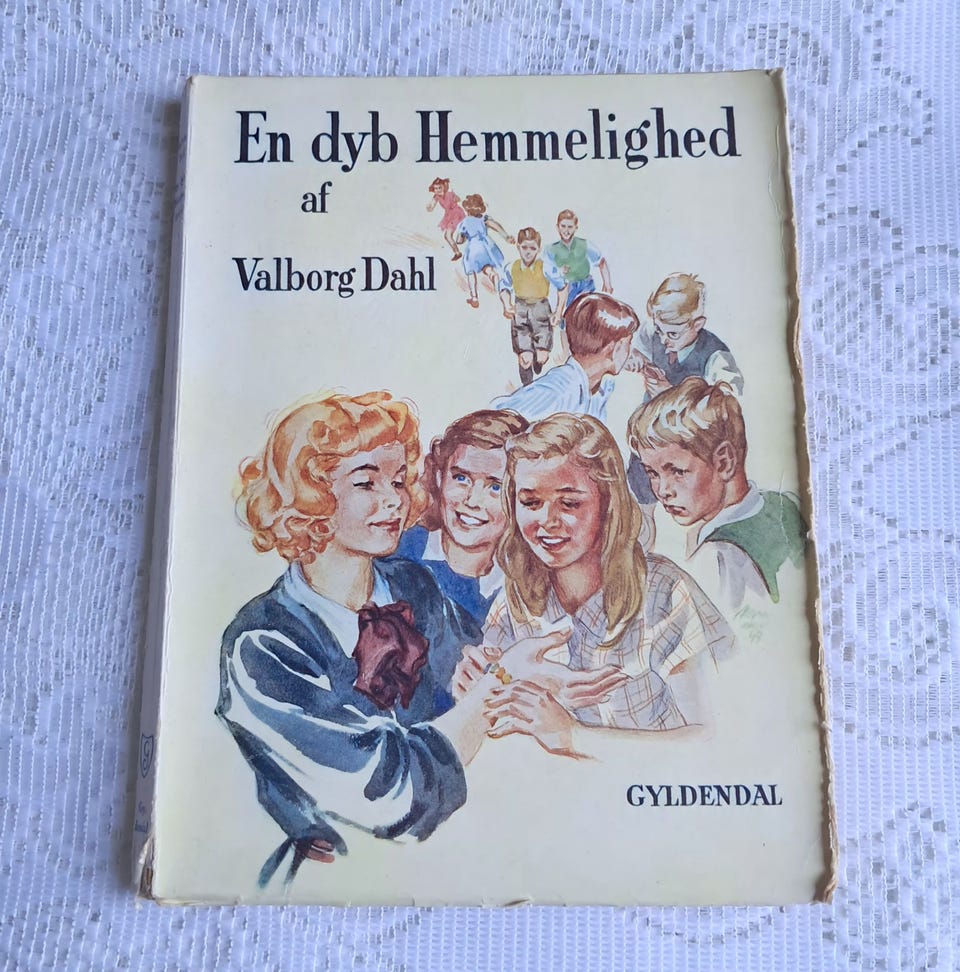 En dyb Hemmelighed
af
Valborg Dahl
GYLDENDAL